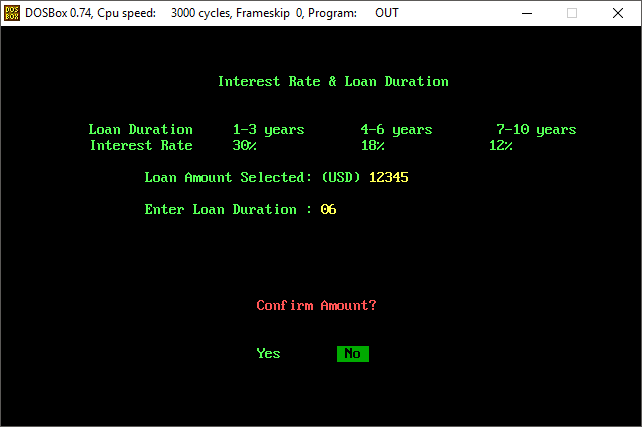 DOSBox 0.74, Cpu speed: 3000 cycles, Frameskip 0, Program: OUT
Interest Rate & Loan Duration
Loan Duration 1-3 years 4-6 years 7-10 years
Interest Rate 30% 18% 12%
Loan Amount Selected: (USD) 12345
Enter Loan Duration : 06
Confirm Amount?
Yes No